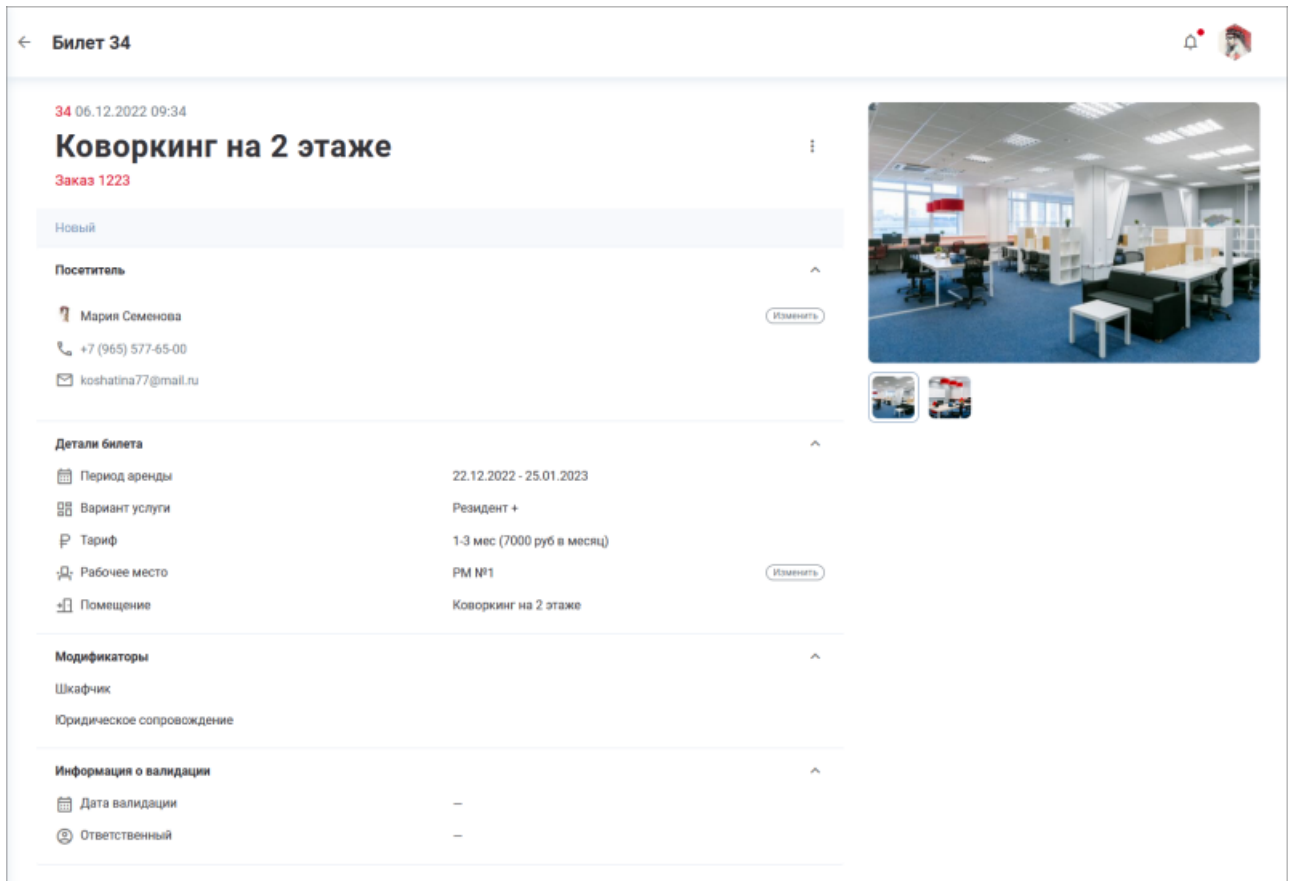 Билет 34
34 06.12.2022 09:34
Коворкинг на 2 этаже
Заказ 1223
Новый
Посетитель
Мария Семенова
Изменить
+7 (965) 577-65-00
koshatina77@mail.ru
Детали билета
Период аренды 22.12.2022 - 25.01.2023
Вариант услуги Резидент +
Тариф 1-3 мес (7000 руб в месяц)
Рабочее место РМ №1 Изменить
Помещение Коворкинг на 2 этаже
Модификаторы
Шкафчик
Юридическое сопровождение
Информация о валидации
Дата валидации —
Ответственный —